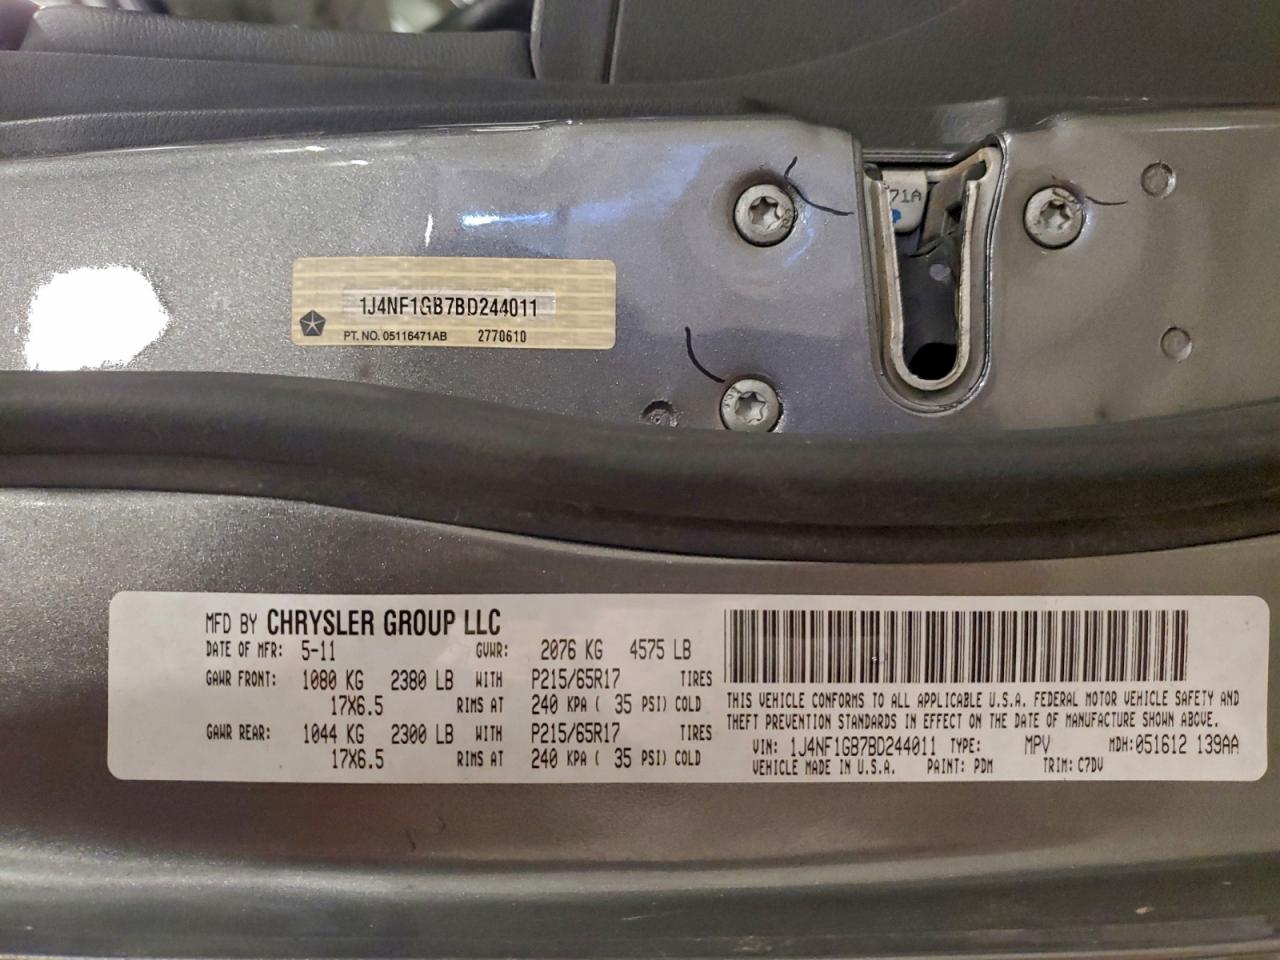 71A
1J4NF1GB7BD244011
PT. NO. 05116471AB 2770610
MFD BY CHRYSLER GROUP LLC
DATE OF MFR: 5-11 GVWR: 2076 KG 4575 LB
GAWR FRONT: 1080 KG 2380 LB WITH P215/65R17 TIRES
17X6.5 RIMS AT 240 KPA ( 35 PSI) COLD
GAWR REAR: 1044 KG 2300 LB WITH P215/65R17 TIRES
17X6.5 RIMS AT 240 KPA ( 35 PSI) COLD
THIS VEHICLE CONFORMS TO ALL APPLICABLE U.S.A. FEDERAL MOTOR VEHICLE SAFETY AND
THEFT PREVENTION STANDARDS IN EFFECT ON THE DATE OF MANUFACTURE SHOWN ABOVE.
VIN: 1J4NF1GB7BD244011 TYPE: MPV MDH:051612 139AA
VEHICLE MADE IN U.S.A. PAINT: PDM TRIM: C7DV